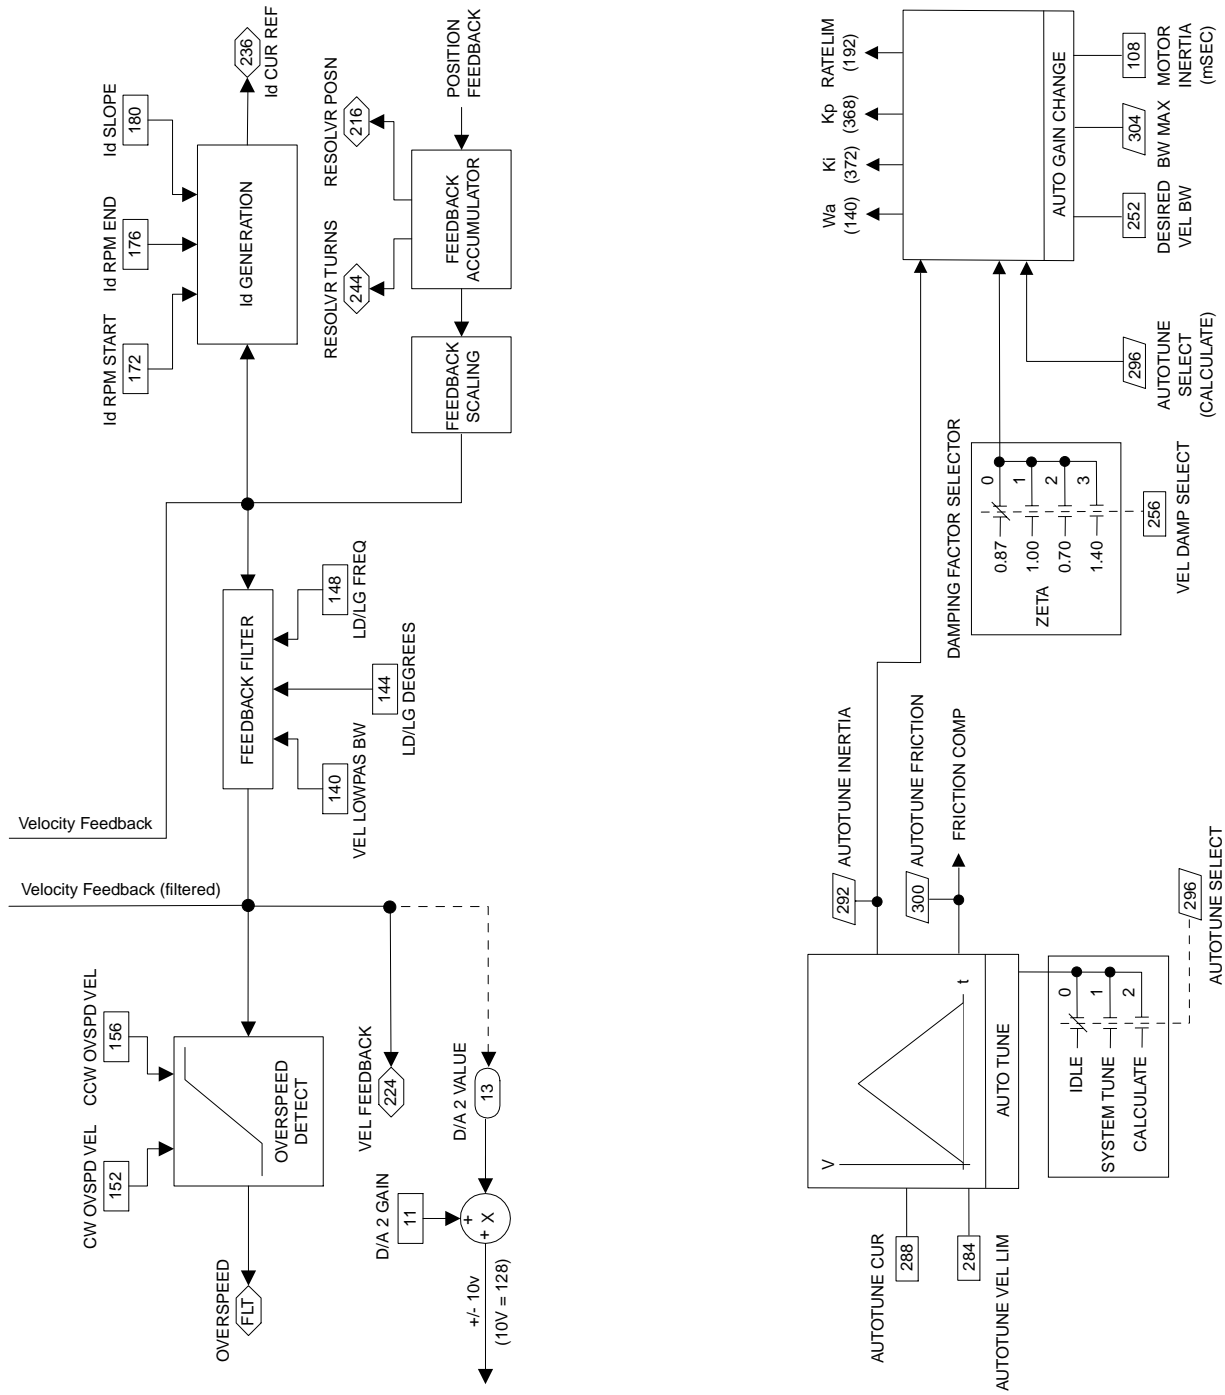 Id RPM START
172
Id RPM END
176
Id SLOPE
180
Id GENERATION
236
Id CUR REF
RESOLVR TURNS
244
RESOLVR POSN
216
POSITION
FEEDBACK
FEEDBACK
ACCUMULATOR
FEEDBACK
SCALING
Velocity Feedback
Velocity Feedback (filtered)
FEEDBACK FILTER
140
VEL LOWPAS BW
144
LD/LG DEGREES
148
LD/LG FREQ
CW OVSPD VEL
152
CCW OVSPD VEL
156
OVERSPEED
DETECT
OVERSPEED
FLT
VEL FEEDBACK
224
D/A 2 VALUE
13
D/A 2 GAIN
11
+
+ X
+/- 10v
(10V = 128)
AUTOTUNE CUR
288
284
AUTOTUNE VEL LIM
V
t
AUTO TUNE
292
AUTOTUNE INERTIA
300
AUTOTUNE FRICTION
FRICTION COMP
IDLE
0
SYSTEM TUNE
1
CALCULATE
2
296
AUTOTUNE SELECT
DAMPING FACTOR SELECTOR
0.87
0
1.00
1
0.70
2
1.40
3
ZETA
256
VEL DAMP SELECT
296
AUTOTUNE
SELECT
(CALCULATE)
Wa
(140)
Ki
(372)
Kp
(368)
RATELIM
(192)
AUTO GAIN CHANGE
252
DESIRED
VEL BW
304
BW MAX
108
MOTOR
INERTIA
(mSEC)